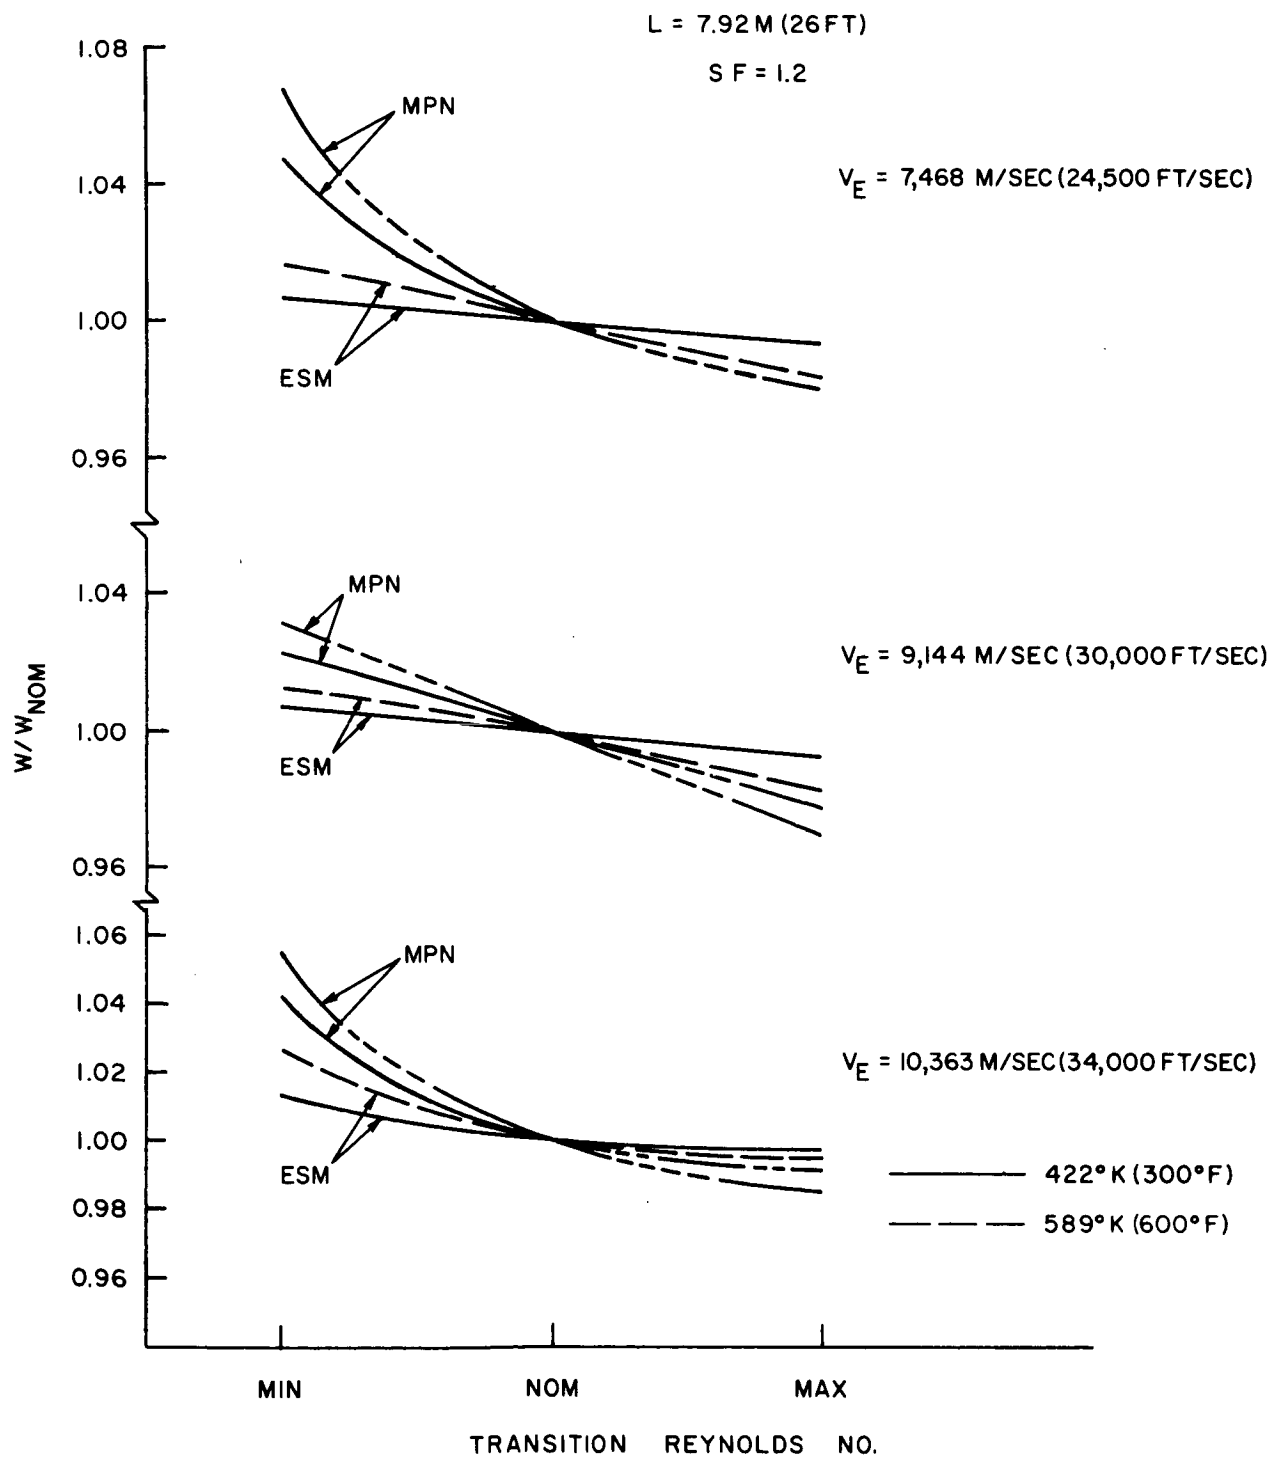 L = 7.92 M (26 FT)
S F = 1.2
1.08
1.04
1.00
0.96
MPN
ESM
V_E = 7,468 M/SEC (24,500 FT/SEC)
1.04
1.00
0.96
MPN
ESM
V_E = 9,144 M/SEC (30,000 FT/SEC)
W/W_NOM
1.06
1.04
1.02
1.00
0.98
0.96
MPN
ESM
V_E = 10,363 M/SEC (34,000 FT/SEC)
422°K (300°F)
589°K (600°F)
MIN NOM MAX
TRANSITION REYNOLDS NO.